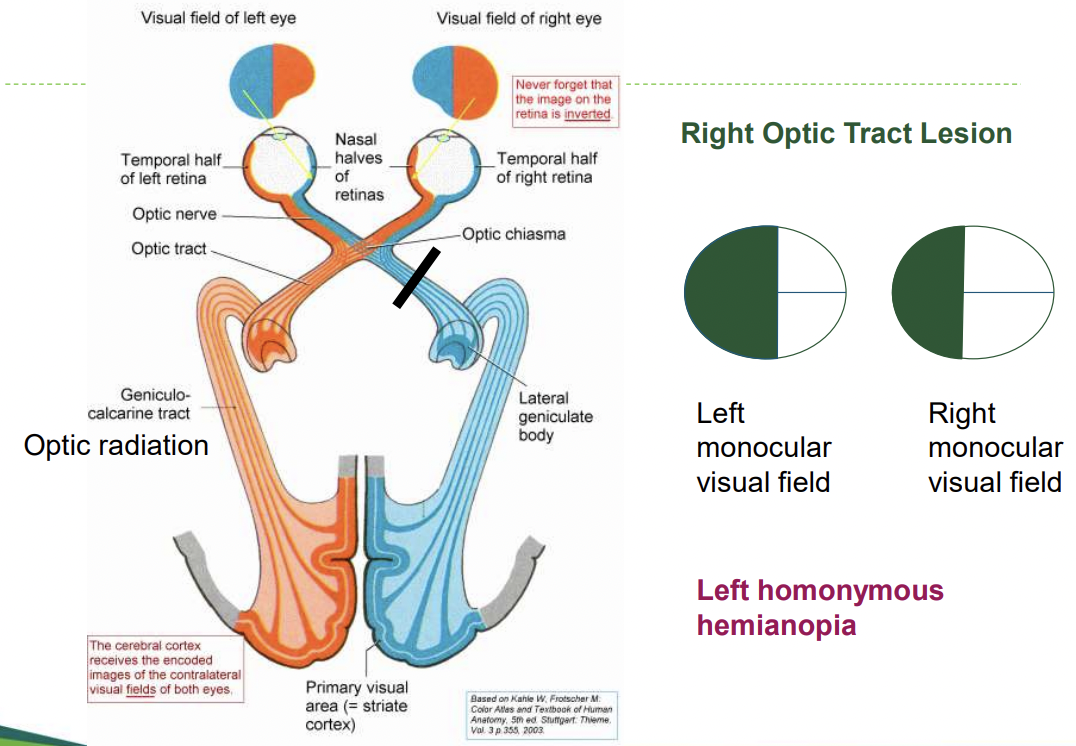 Visual field of left eye
Visual field of right eye
Never forget that
the image on the
retina is inverted.
Right Optic Tract Lesion
Temporal half
of left retina
Nasal
halves
of
retinas
Temporal half
of right retina
Optic nerve
Optic tract
Optic chiasma
Geniculo-
calcarine tract
Optic radiation
Lateral
geniculate
body
Left
monocular
visual field
Right
monocular
visual field
Left homonymous
hemianopia
The cerebral cortex
receives the encoded
images of the contralateral
visual fields of both eyes.
Primary visual
area (= striate
cortex)
Based on Kahle W, Frotscher M:
Color Atlas and Textbook of Human
Anatomy, 5th ed. Stuttgart: Thieme.
Vol. 3 p.355, 2003.